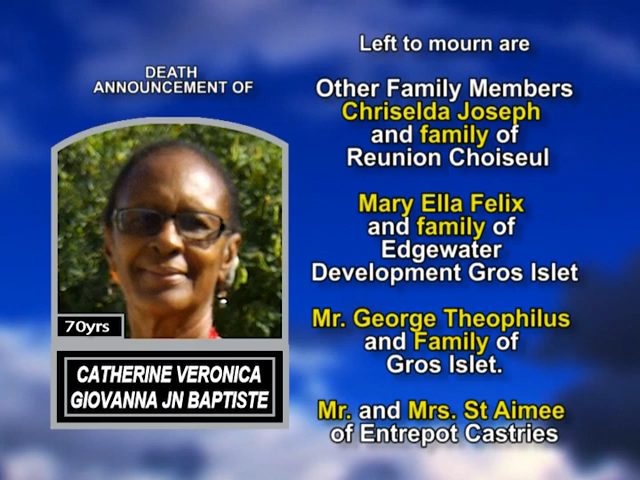 DEATH
ANNOUNCEMENT OF
70yrs
CATHERINE VERONICA
GIOVANNA JN BAPTISTE
Left to mourn are
Other Family Members
Chriselda Joseph
and family of
Reunion Choiseul
Mary Ella Felix
and family of
Edgewater
Development Gros Islet
Mr. George Theophilus
and Family of
Gros Islet.
Mr. and Mrs. St Aimee
of Entrepot Castries